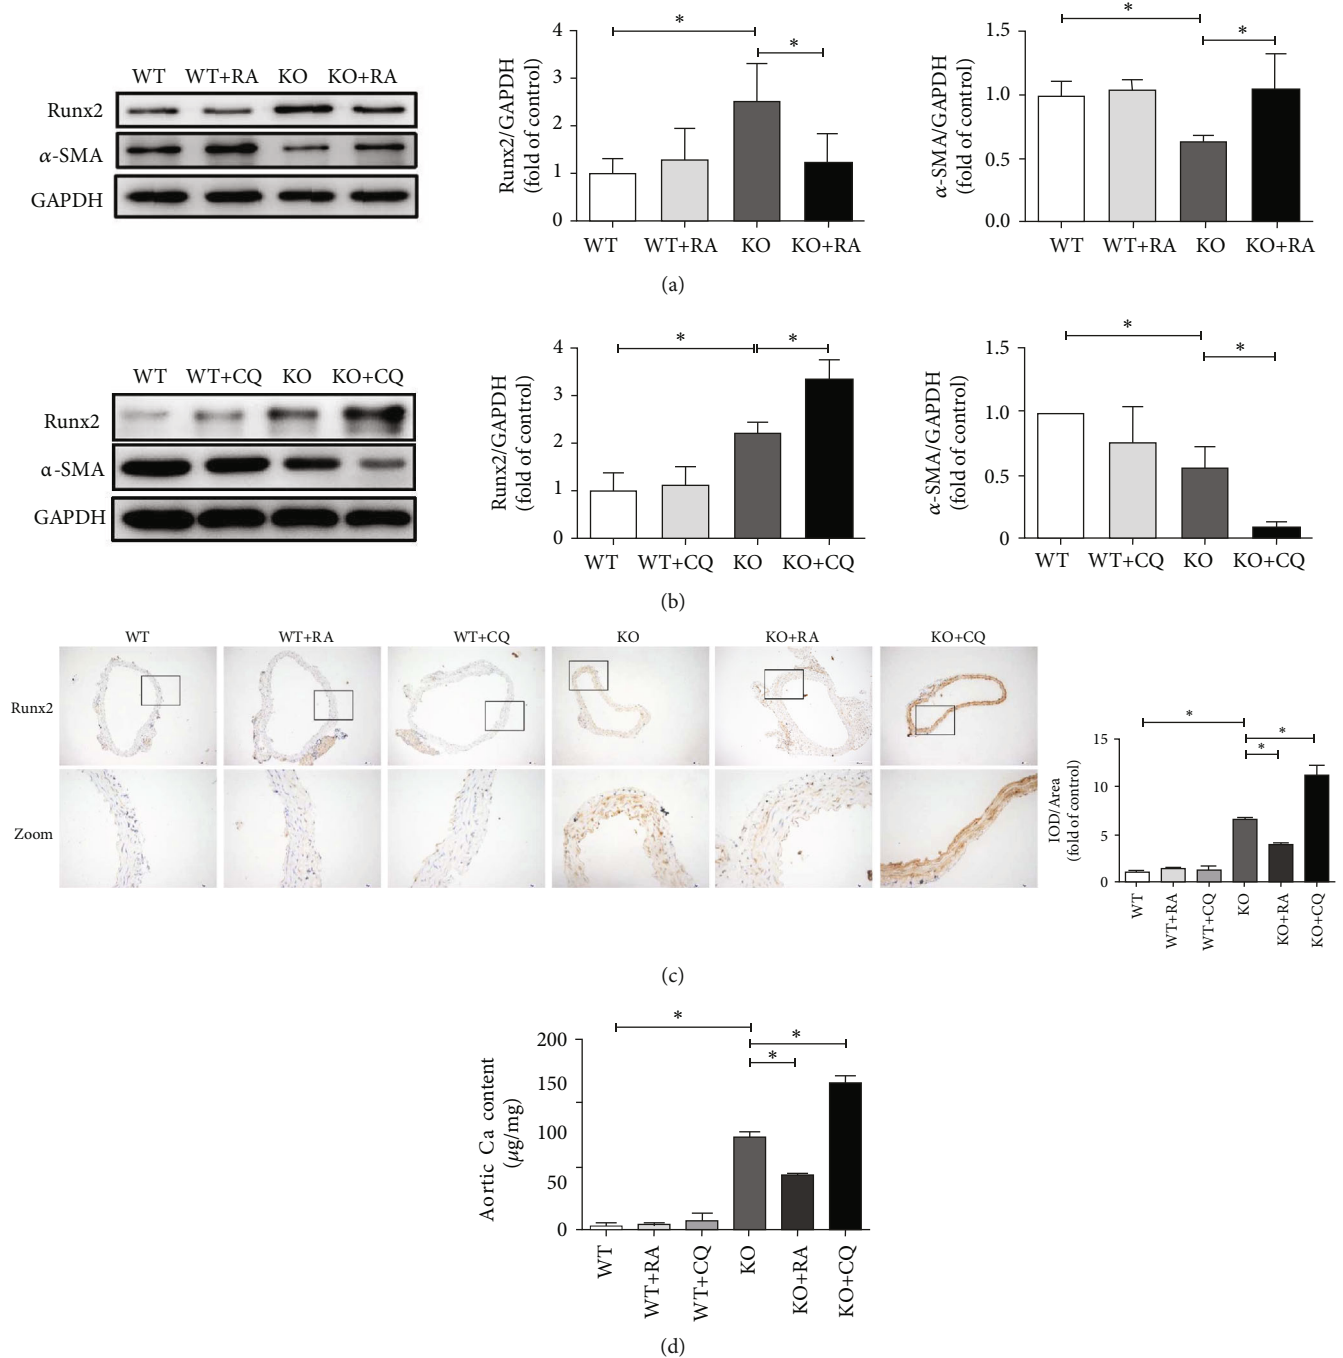 WT WT+RA KO KO+RA
Runx2
α-SMA
GAPDH
Runx2/GAPDH
(fold of control)
4
3
2
1
0
WT WT+RA KO KO+RA
* *
α-SMA/GAPDH
(fold of control)
1.5
1.0
0.5
0.0
WT WT+RA KO KO+RA
* *
(a)
WT WT+CQ KO KO+CQ
Runx2
α-SMA
GAPDH
Runx2/GAPDH
(fold of control)
4
3
2
1
0
WT WT+CQ KO KO+CQ
* *
α-SMA/GAPDH
(fold of control)
1.5
1.0
0.5
0
WT WT+CQ KO KO+CQ
* *
(b)
WT WT+RA WT+CQ KO KO+RA KO+CQ
Runx2
Zoom
IOD/Area
(fold of control)
15
10
5
0
WT WT+RA WT+CQ KO KO+RA KO+CQ
* * *
(c)
Aortic Ca content
(μg/mg)
200
150
100
50
0
WT WT+RA WT+CQ KO KO+RA KO+CQ
* * *
(d)